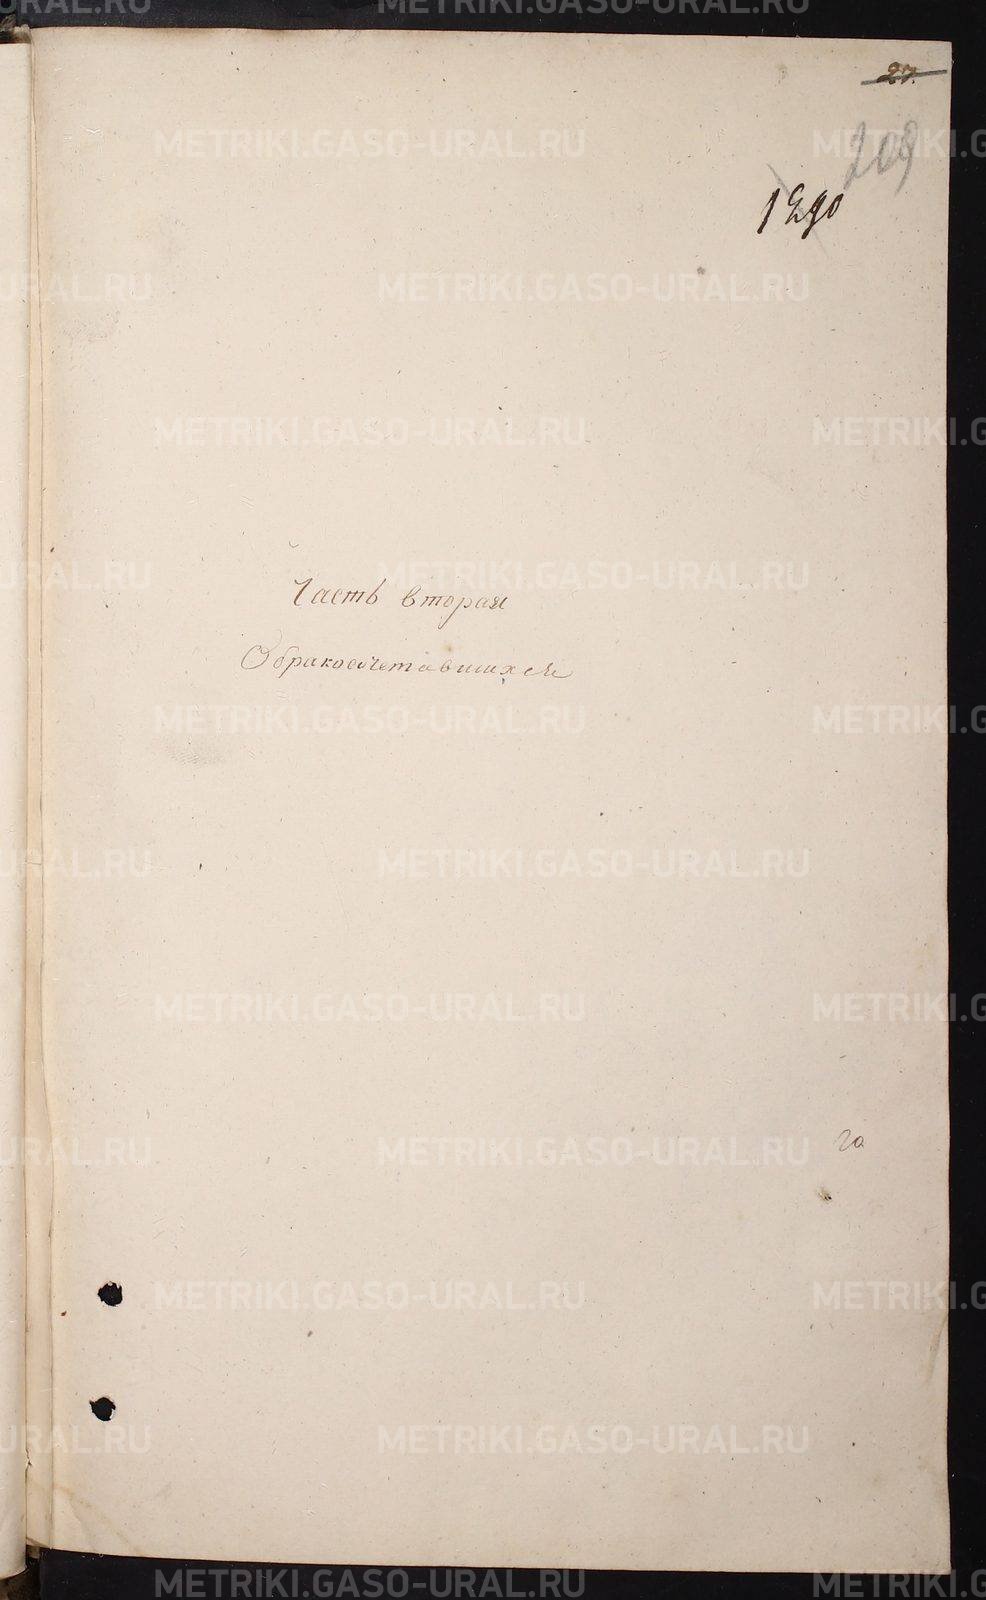 27.
209
1290
Часть вторая
О бракосочетавшихся
METRIKI.GASO-URAL.RU